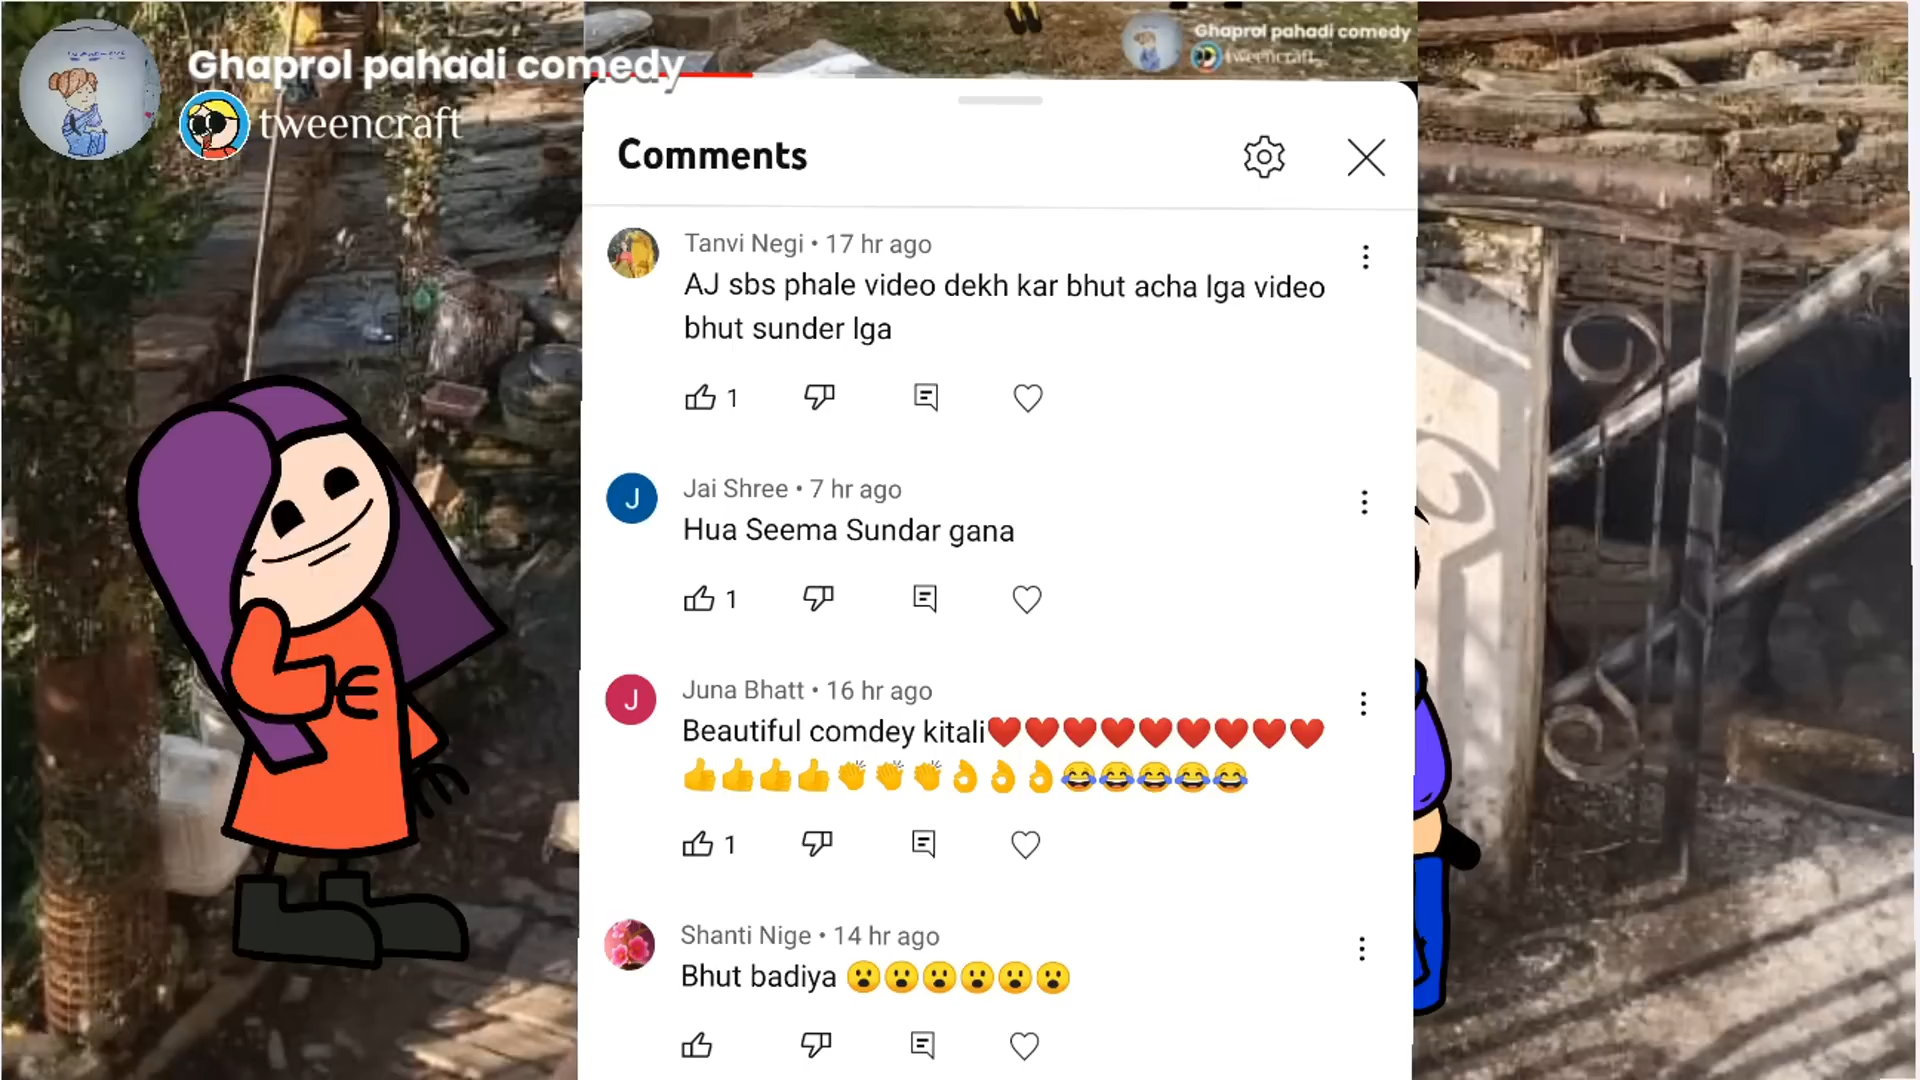 Ghaprol pahadi comedy
tweencraft
Ghaprol pahadi comedy
tweencraft
Comments
Tanvi Negi • 17 hr ago
AJ sbs phale video dekh kar bhut acha lga video
bhut sunder lga
1
J
Jai Shree • 7 hr ago
Hua Seema Sundar gana
1
J
Juna Bhatt • 16 hr ago
Beautiful comdey kitali❤️❤️❤️❤️❤️❤️❤️❤️❤️
👍👍👍👍👏👏👏👌👌👌😂😂😂😂😂
1
Shanti Nige • 14 hr ago
Bhut badiya 😮😮😮😮😮😮